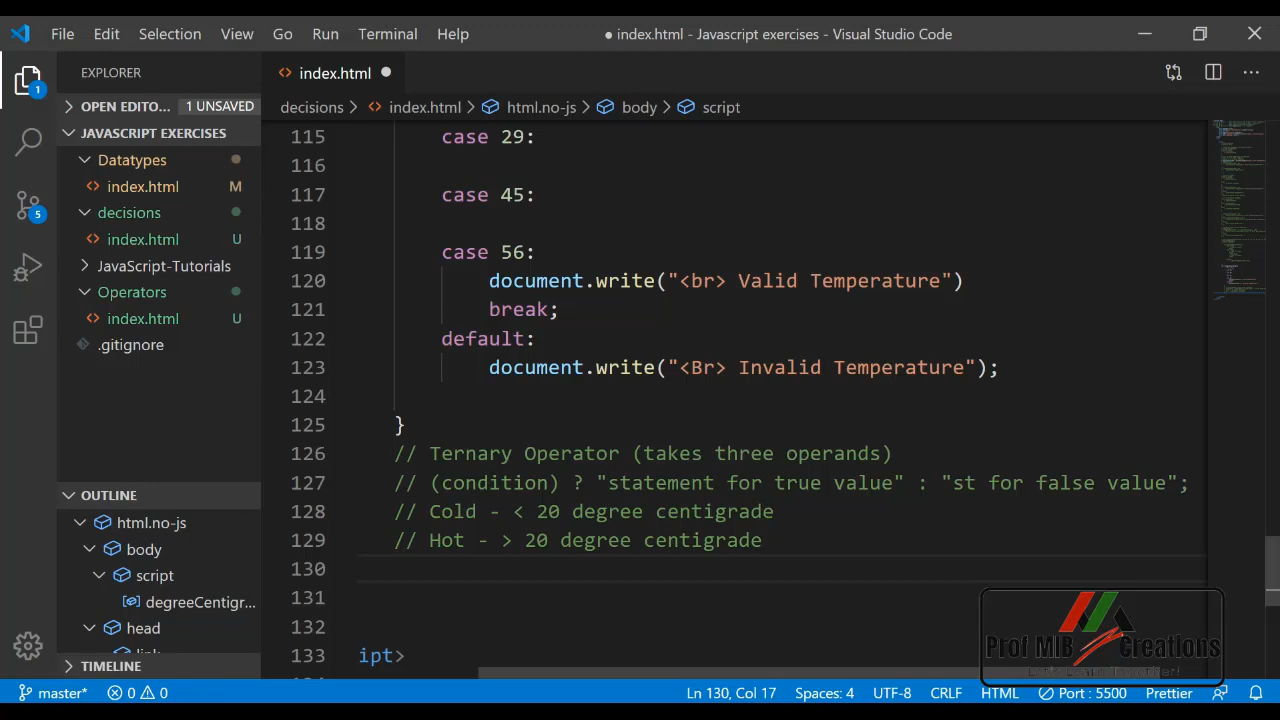 File Edit Selection View Go Run Terminal Help
● index.html - Javascript exercises - Visual Studio Code
EXPLORER
OPEN EDITO... 1 UNSAVED
JAVASCRIPT EXERCISES
Datatypes
index.html M
decisions
index.html U
JavaScript-Tutorials
Operators
index.html U
.gitignore
OUTLINE
html.no-js
body
script
degreeCentigr...
head
link
TIMELINE
1
5
index.html
decisions > index.html > html.no-js > body > script
115 case 29:
116
117 case 45:
118
119 case 56:
120 document.write("<br> Valid Temperature")
121 break;
122 default:
123 document.write("<Br> Invalid Temperature");
124
125 }
126 // Ternary Operator (takes three operands)
127 // (condition) ? "statement for true value" : "st for false value";
128 // Cold - < 20 degree centigrade
129 // Hot - > 20 degree centigrade
130
131
132
133 ipt>
Prof MIB Creations
master* 0 0 Ln 130, Col 17 Spaces: 4 UTF-8 CRLF HTML Port : 5500 Prettier